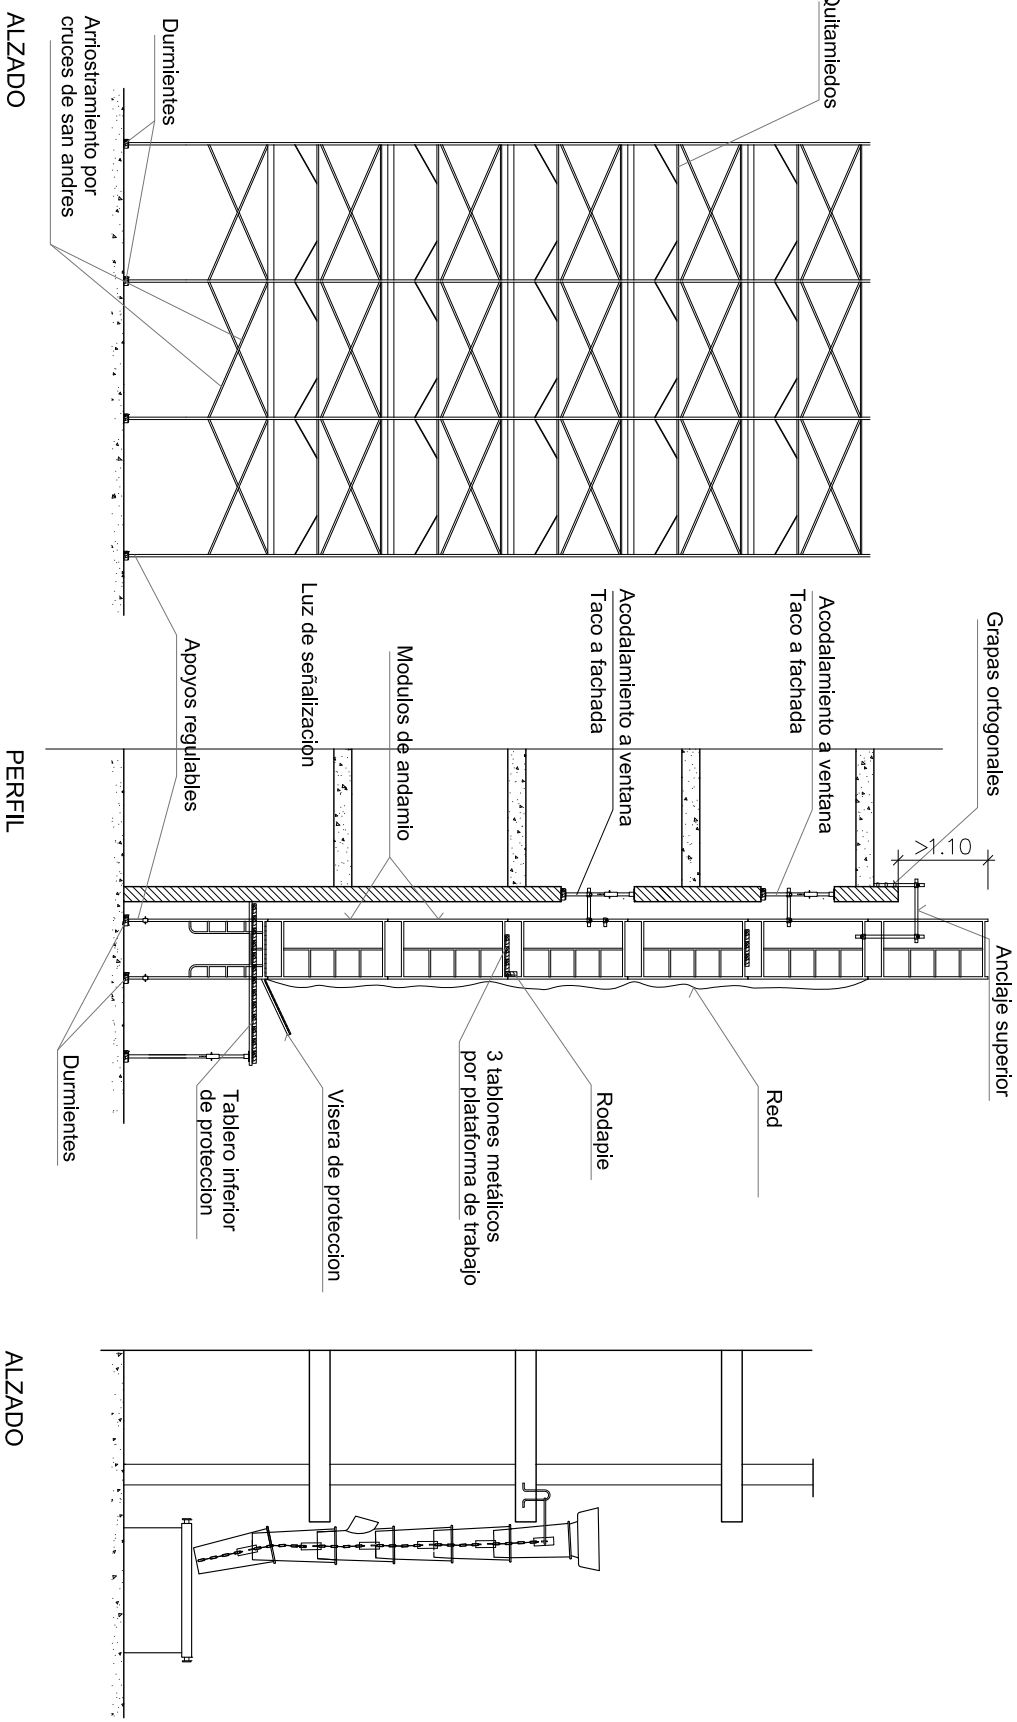 Quitamiedos
Durmientes
Arriostramiento por
cruces de san andres
ALZADO
Grapas ortogonales
Acodalamiento a ventana
Taco a fachada
Acodalamiento a ventana
Taco a fachada
Modulos de andamio
Luz de señalizacion
Apoyos regulables
>1.10
Anclaje superior
Red
Rodapie
3 tablones metálicos
por plataforma de trabajo
Visera de proteccion
Tablero inferior
de proteccion
Durmientes
PERFIL
ALZADO